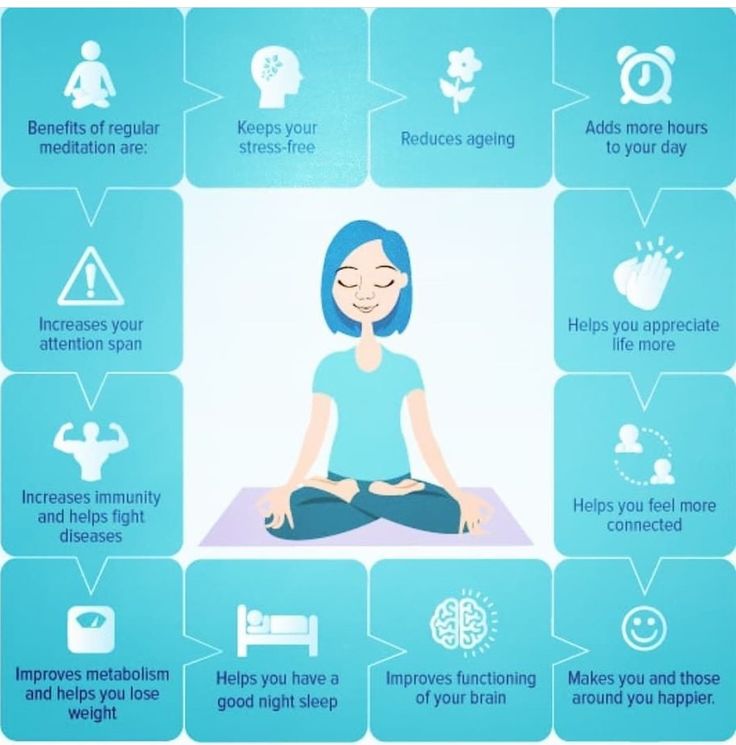 Benefits of regular
meditation are:
Keeps your
stress-free
Reduces ageing
Adds more hours
to your day
Increases your
attention span
Helps you appreciate
life more
Increases immunity
and helps fight
diseases
Helps you feel more
connected
Improves metabolism
and helps you lose
weight
Helps you have a
good night sleep
Improves functioning
of your brain
Makes you and those
around you happier.